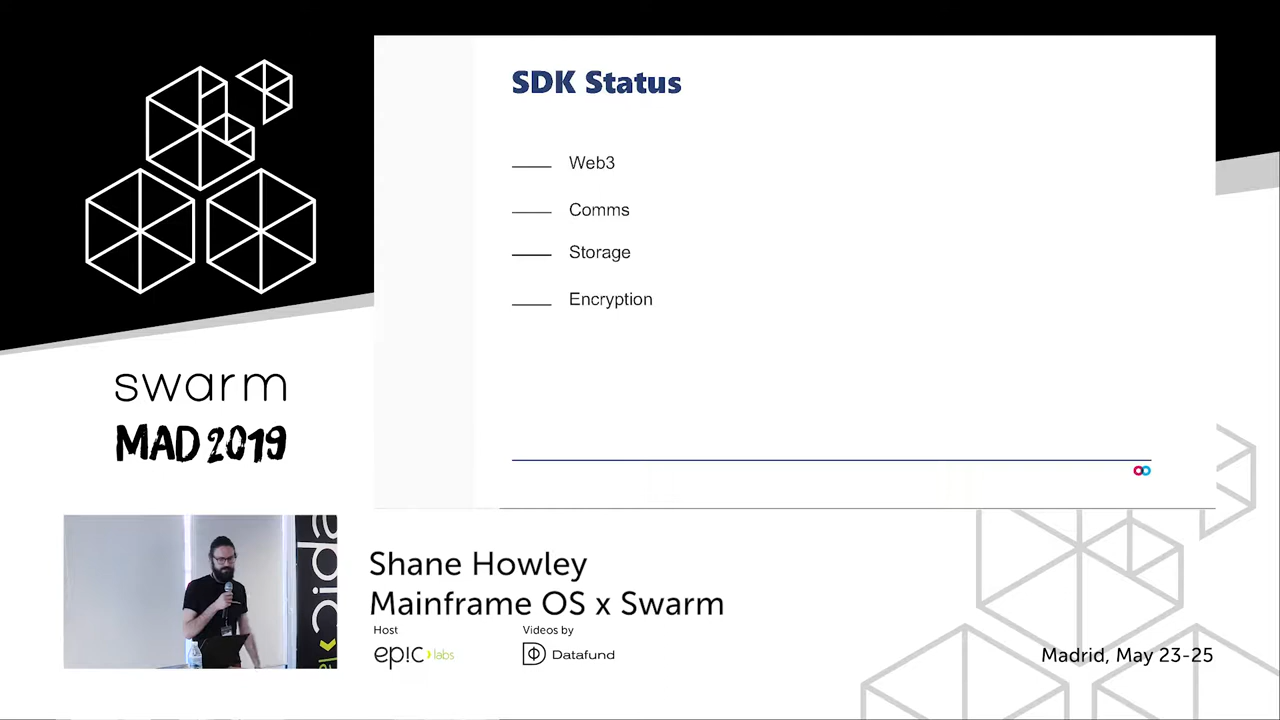 SDK Status
Web3
Comms
Storage
Encryption
swarm
MAD 2019
Shane Howley
Mainframe OS x Swarm
Host
Videos by
ep!c labs
Datafund
Madrid, May 23-25